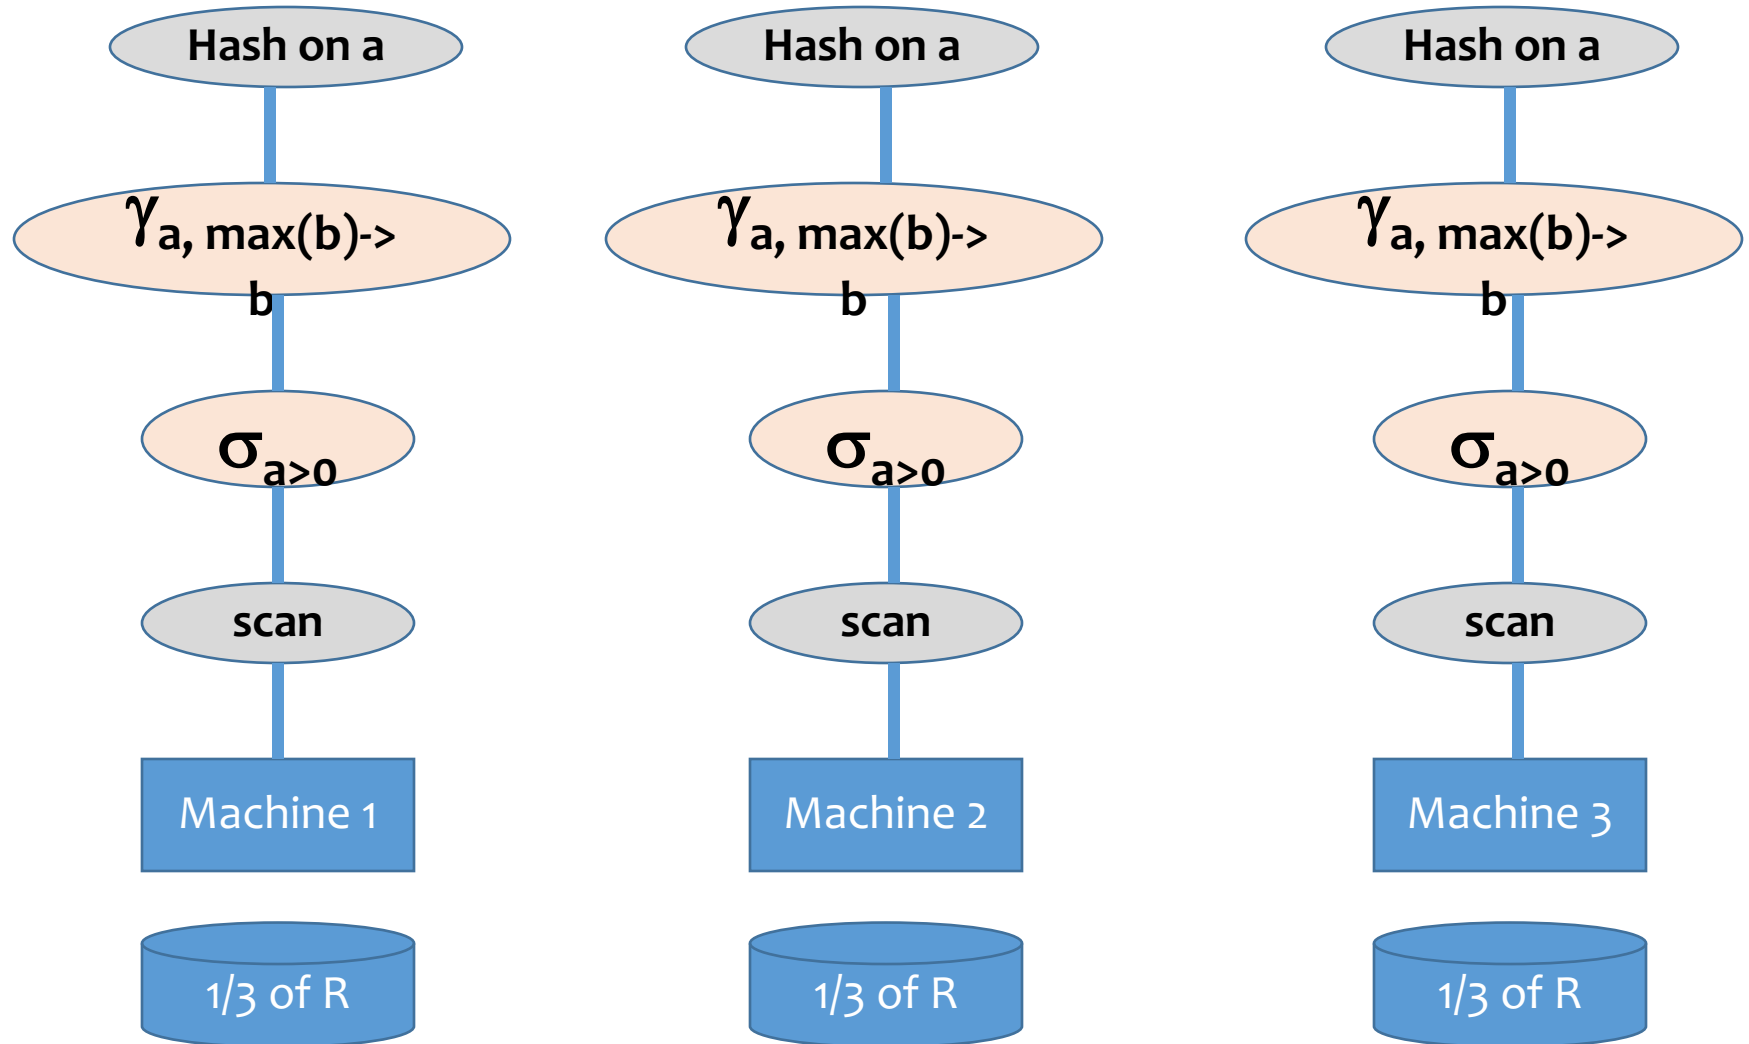 Hash on a
Hash on a
Hash on a
γa, max(b)->
b
γa, max(b)->
b
γa, max(b)->
b
σa>0
σa>0
σa>0
scan
scan
scan
Machine 1
Machine 2
Machine 3
1/3 of R
1/3 of R
1/3 of R